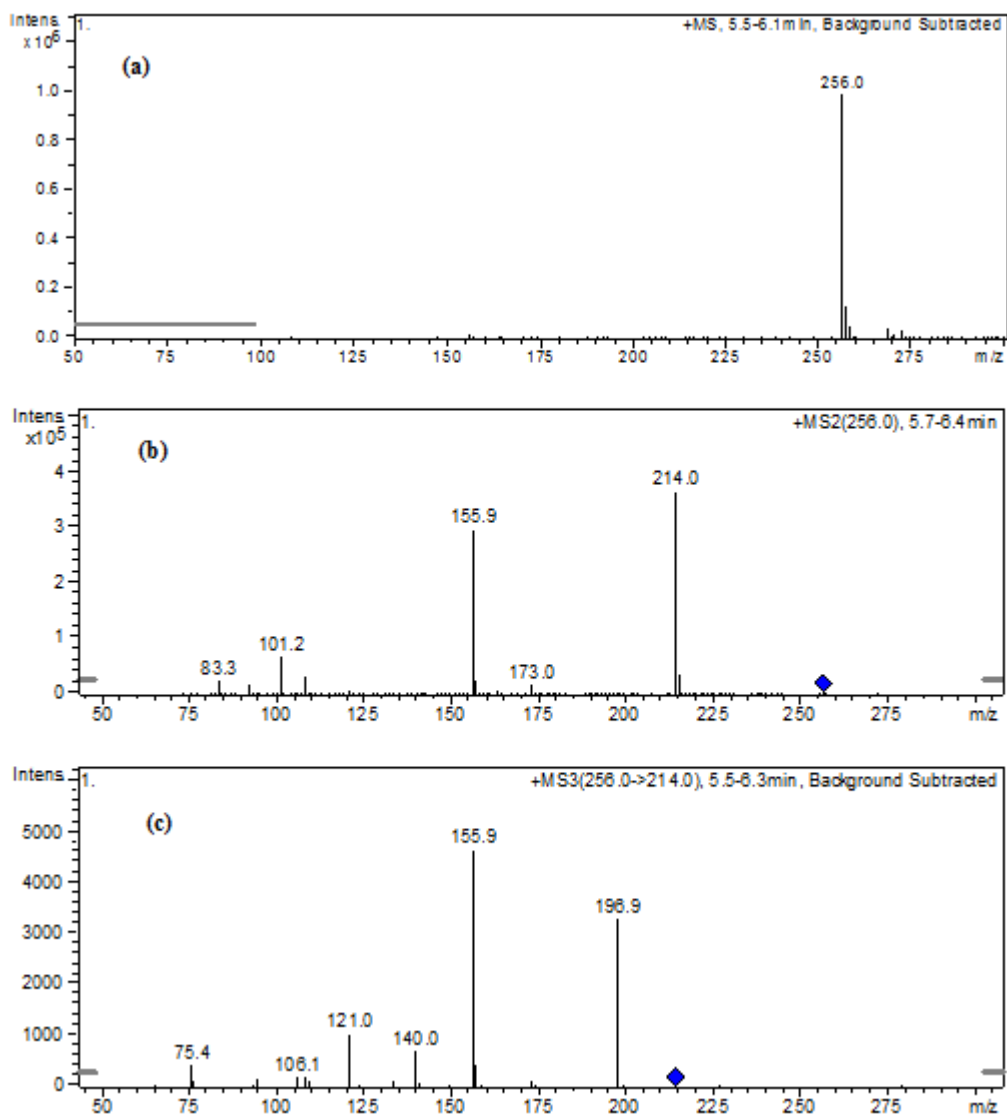 Intens.
x 10⁶
1.
+MS, 5.5-6.1min, Background Subtracted
(a)
256.0
1.0
0.8
0.6
0.4
0.2
0.0
50 75 100 125 150 175 200 225 250 275 m/z
Intens.
x10⁵
1.
+MS2(256.0), 5.7-6.4min
(b)
214.0
155.9
101.2
83.3
173.0
4
3
2
1
0
50 75 100 125 150 175 200 225 250 275 m/z
Intens.
1.
+MS3(256.0->214.0), 5.5-6.3min, Background Subtracted
(c)
155.9
196.9
121.0
140.0
75.4
106.1
5000
4000
3000
2000
1000
0
50 75 100 125 150 175 200 225 250 275 m/z